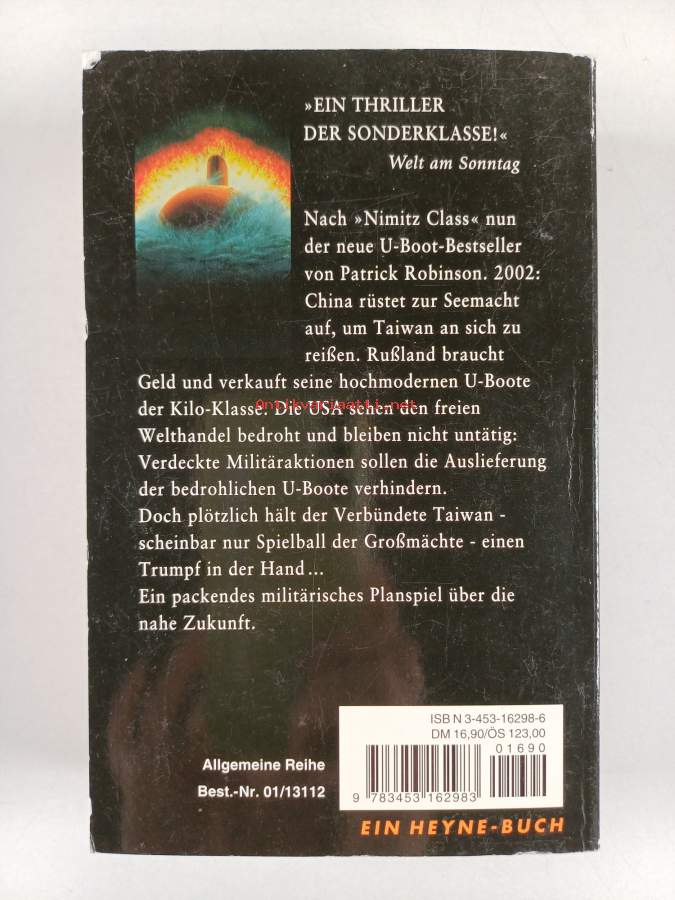 »EIN THRILLER
DER SONDERKLASSE!«
Welt am Sonntag
Nach »Nimitz Class« nun
der neue U-Boot-Bestseller
von Patrick Robinson. 2002:
China rüstet zur Seemacht
auf, um Taiwan an sich zu
reißen. Rußland braucht
Geld und verkauft seine hochmodernen U-Boote
der Kilo-Klasse. Die USA sehen den freien
Antikvariaatti.net
Welthandel bedroht und bleiben nicht untätig:
Verdeckte Militäraktionen sollen die Auslieferung
der bedrohlichen U-Boote verhindern.
Doch plötzlich hält der Verbündete Taiwan -
scheinbar nur Spielball der Großmächte - einen
Trumpf in der Hand...
Ein packendes militärisches Planspiel über die
nahe Zukunft.
ISBN 3-453-16298-6
DM 16,90/ÖS 123,00
01690
9 783453 162983
Allgemeine Reihe
Best.-Nr. 01/13112
EIN HEYNE-BUCH